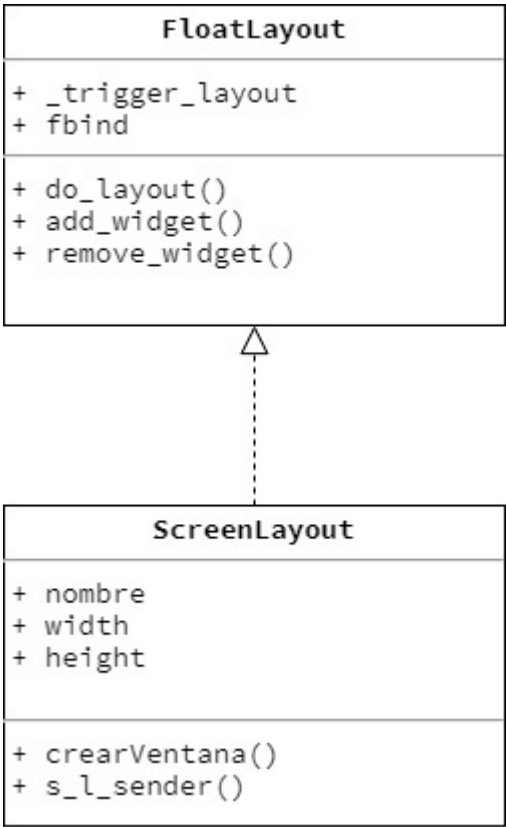 FloatLayout
+ _trigger_layout
+ fbind
+ do_layout()
+ add_widget()
+ remove_widget()
ScreenLayout
+ nombre
+ width
+ height
+ crearVentana()
+ s_l_sender()